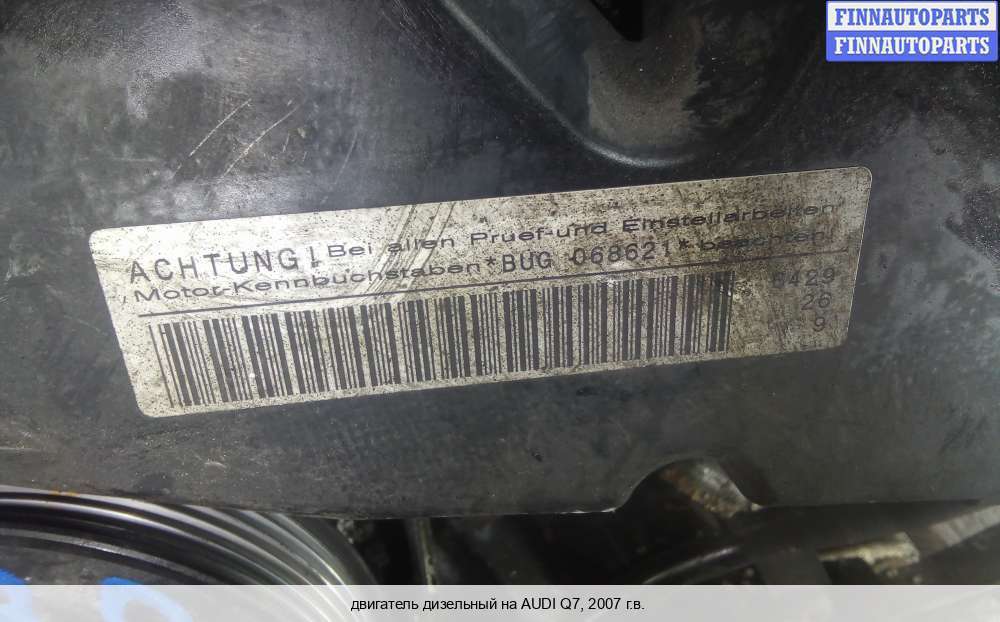 FINNAUTOPARTS
FINNAUTOPARTS
ACHTUNG! Bei allen Pruef-und Einstellarbeiten
Motor-Kennbuchstaben *BUG 068621* beachten!
6429
26
9
двигатель дизельный на AUDI Q7, 2007 г.в.